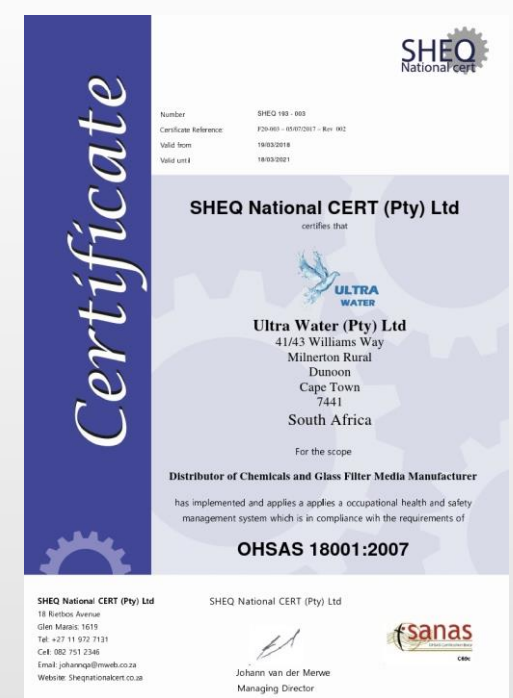 Certificate
SHEQ
National cert
Number SHEQ 193 - 003
Certificate Reference: F20-003 – 05/07/2017 – Rev 002
Valid from 19/03/2018
Valid until 18/03/2021
SHEQ National CERT (Pty) Ltd
certifies that
ULTRA
WATER
Ultra Water (Pty) Ltd
41/43 Williams Way
Milnerton Rural
Dunoon
Cape Town
7441
South Africa
For the scope
Distributor of Chemicals and Glass Filter Media Manufacturer
has implemented and applies a applies a occupational health and safety
management system which is in compliance wih the requirements of
OHSAS 18001:2007
SHEQ National CERT (Pty) Ltd
18 Rietbos Avenue
Glen Marais: 1619
Tel: +27 11 972 7131
Cell: 082 751 2346
Email: johannqa@mweb.co.za
Website: Sheqnationalcert.co.za
SHEQ National CERT (Pty) Ltd
Johann van der Merwe
Managing Director
sanas